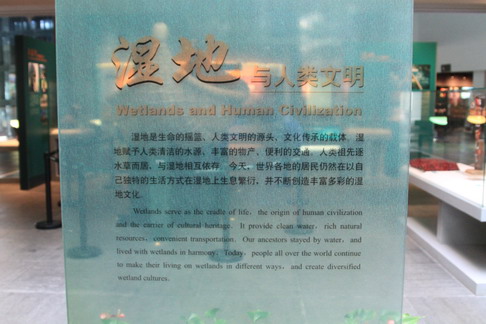 湿地与人类文明
Wetlands and Human Civilization
湿地是生命的摇篮、人类文明的源头、文化传承的载体。湿
地赋予人类清洁的水源、丰富的物产、便利的交通。人类祖先逐
水草而居，与湿地相互依存。今天，世界各地的居民仍然在以自
己独特的生活方式在湿地上生息繁衍，并不断创造丰富多彩的湿
地文化。
Wetlands serve as the cradle of life, the origin of human civilization
and the carrier of cultural heritage. It provide clean water, rich natural
resources, convenient transportation. Our ancestors stayed by water, and
lived with wetlands in harmony. Today, people all over the world continue
to make their living on wetlands in different ways, and create diversified
wetland cultures.